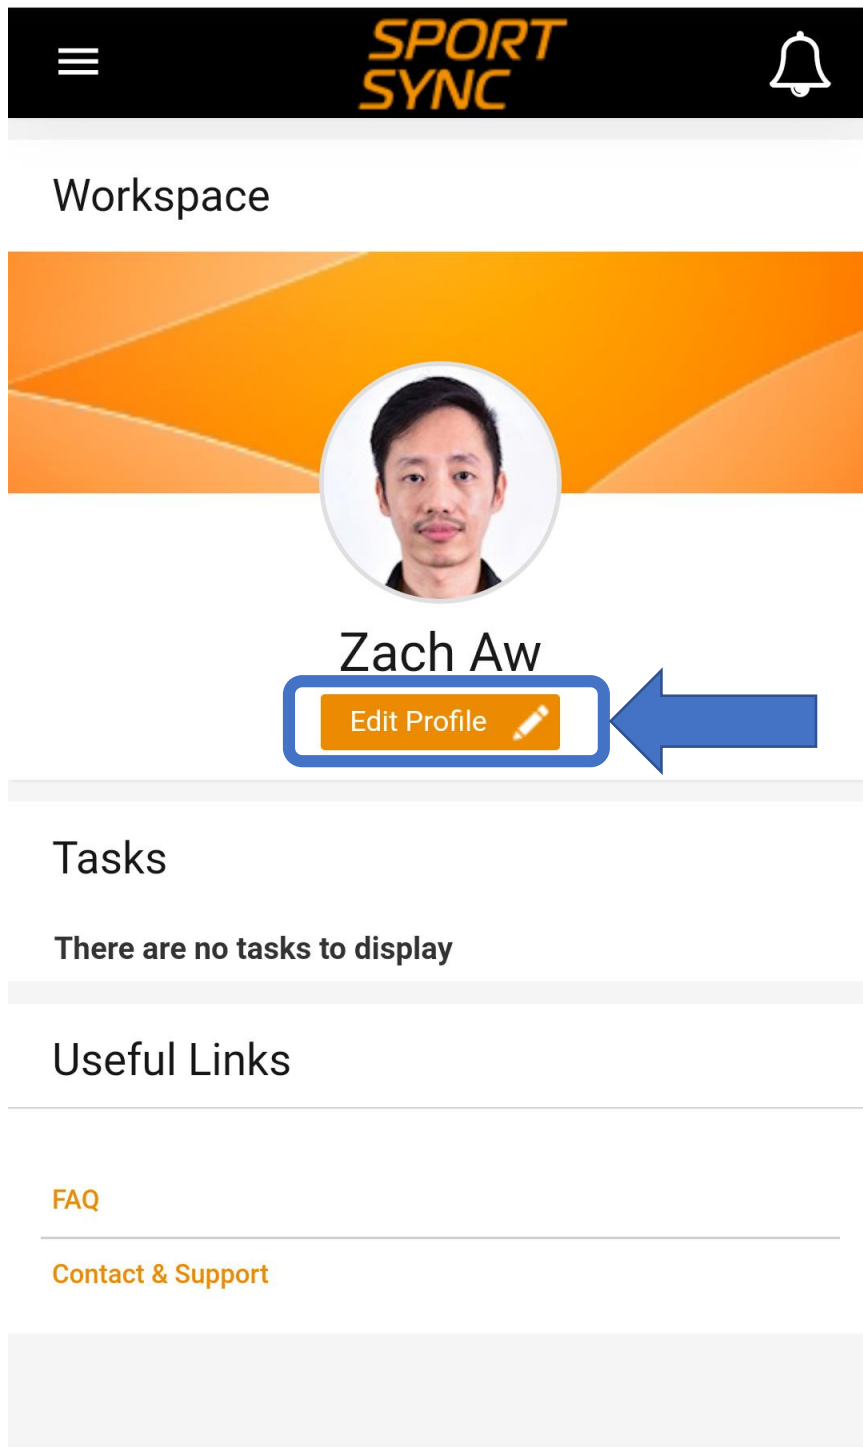 SPORT
SYNC
Workspace
Zach Aw
Edit Profile
Tasks
There are no tasks to display
Useful Links
FAQ
Contact & Support